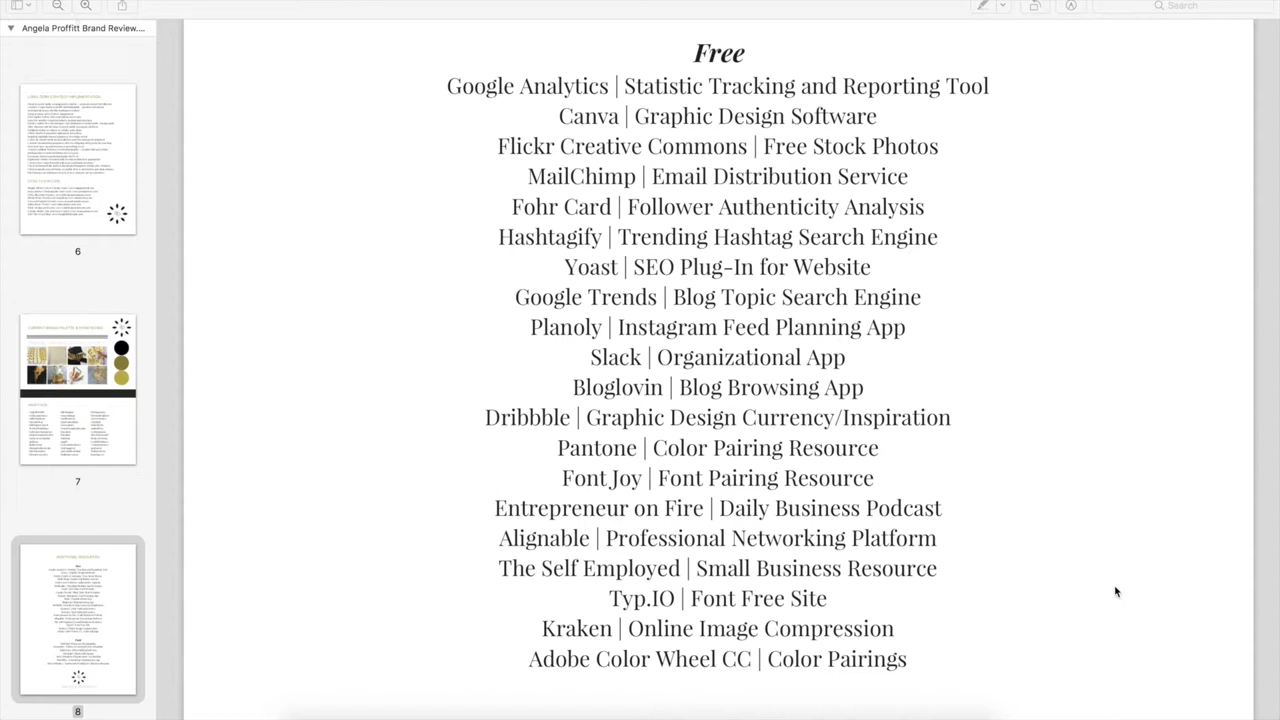 Search
Angela Proffitt Brand Review....
6
7
8
Free
Google Analytics | Statistic Tracking and Reporting Tool
Canva | Graphic Design Software
Flickr Creative Commons | Free Stock Photos
MailChimp | Email Distribution Service
Fohr Card | Follower Authenticity Analysis
Hashtagify | Trending Hashtag Search Engine
Yoast | SEO Plug-In for Website
Google Trends | Blog Topic Search Engine
Planoly | Instagram Feed Planning App
Slack | Organizational App
Bloglovin | Blog Browsing App
| Graphic Design Currency/Inspiration
Pantone | Color Pairing Resource
Font Joy | Font Pairing Resource
Entrepreneur on Fire | Daily Business Podcast
Alignable | Professional Networking Platform
The Self Employed | Small Business Resource
Typ.IO | Font Free Site
Kraken | Online Image Compression
Adobe Color Wheel CC | Color Pairings